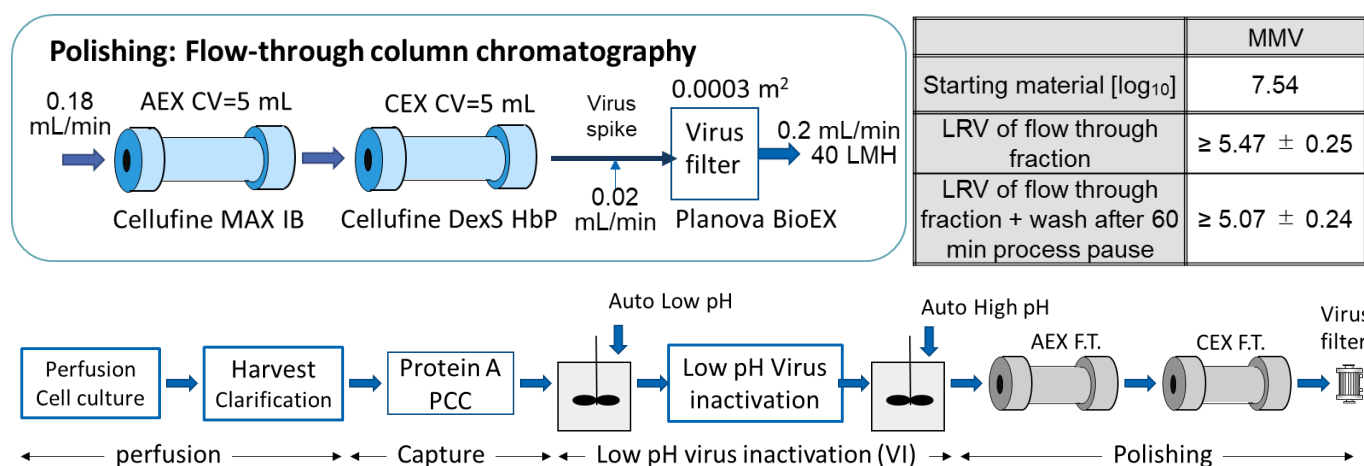 Polishing: Flow-through column chromatography
0.18
mL/min
AEX CV=5 mL
Cellufine MAX IB
CEX CV=5 mL
Cellufine DexS HbP
Virus
spike
0.02
mL/min
0.0003 m²
Virus
filter
Planova BioEX
0.2 mL/min
40 LMH
MMV
Starting material [log₁₀]
7.54
LRV of flow through
fraction
≥ 5.47 ± 0.25
LRV of flow through
fraction + wash after 60
min process pause
≥ 5.07 ± 0.24
Perfusion
Cell culture
Harvest
Clarification
Protein A
PCC
Auto Low pH
Low pH Virus
inactivation
Auto High pH
AEX F.T.
CEX F.T.
Virus
filter
perfusion
Capture
Low pH virus inactivation (VI)
Polishing